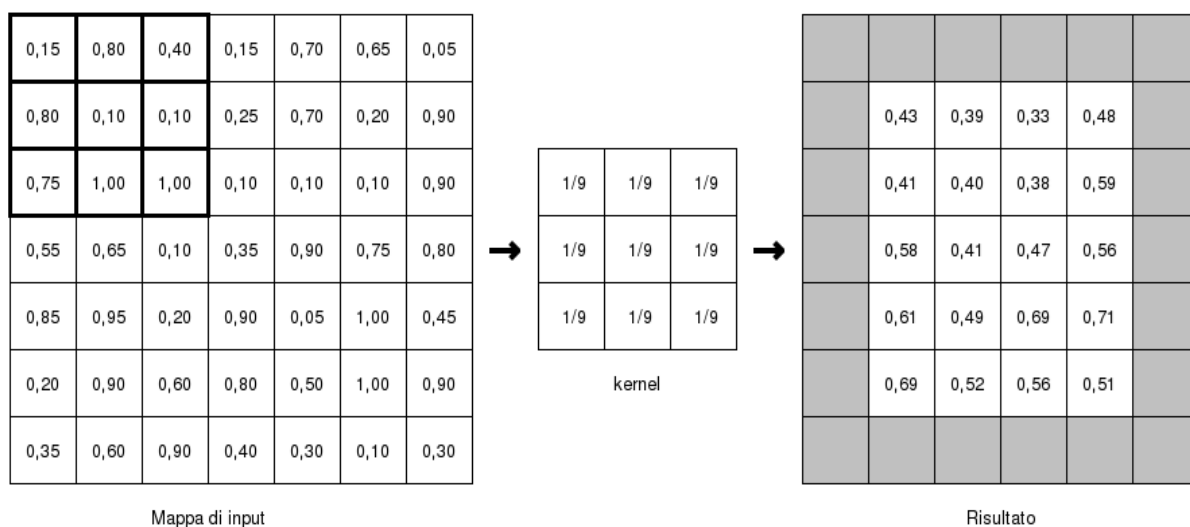 0,15 0,80 0,40 0,15 0,70 0,65 0,05
0,80 0,10 0,10 0,25 0,70 0,20 0,90
0,75 1,00 1,00 0,10 0,10 0,10 0,90
0,55 0,65 0,10 0,35 0,90 0,75 0,80
0,85 0,95 0,20 0,90 0,05 1,00 0,45
0,20 0,90 0,60 0,80 0,50 1,00 0,90
0,35 0,60 0,90 0,40 0,30 0,10 0,30
Mappa di input
1/9 1/9 1/9
1/9 1/9 1/9
1/9 1/9 1/9
kernel
0,43 0,39 0,33 0,48
0,41 0,40 0,38 0,59
0,58 0,41 0,47 0,56
0,61 0,49 0,69 0,71
0,69 0,52 0,56 0,51
Risultato